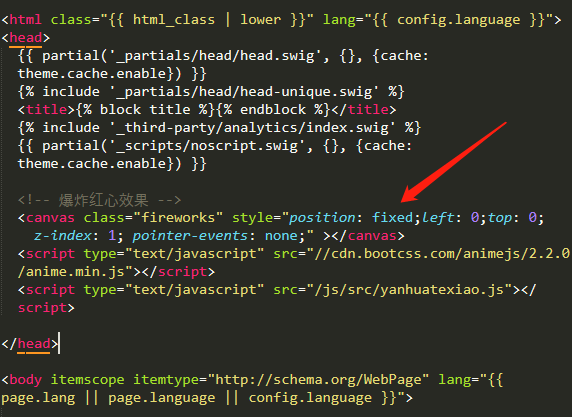 <html class="{{ html_class | lower }}" lang="{{ config.language }}">
<head>
{{ partial('_partials/head/head.swig', {}, {cache:
theme.cache.enable}) }}
{% include '_partials/head/head-unique.swig' %}
<title>{% block title %}{% endblock %}</title>
{% include '_third-party/analytics/index.swig' %}
{{ partial('_scripts/noscript.swig', {}, {cache:
theme.cache.enable}) }}
<!-- 爆炸红心效果 -->
<canvas class="fireworks" style="position: fixed;left: 0;top: 0;
z-index: 1; pointer-events: none;" ></canvas>
<script type="text/javascript" src="//cdn.bootcss.com/animejs/2.2.0
/anime.min.js"></script>
<script type="text/javascript" src="/js/src/yanhuatexiao.js"></
script>
</head>
<body itemscope itemtype="http://schema.org/WebPage" lang="{{
page.lang || page.language || config.language }}">